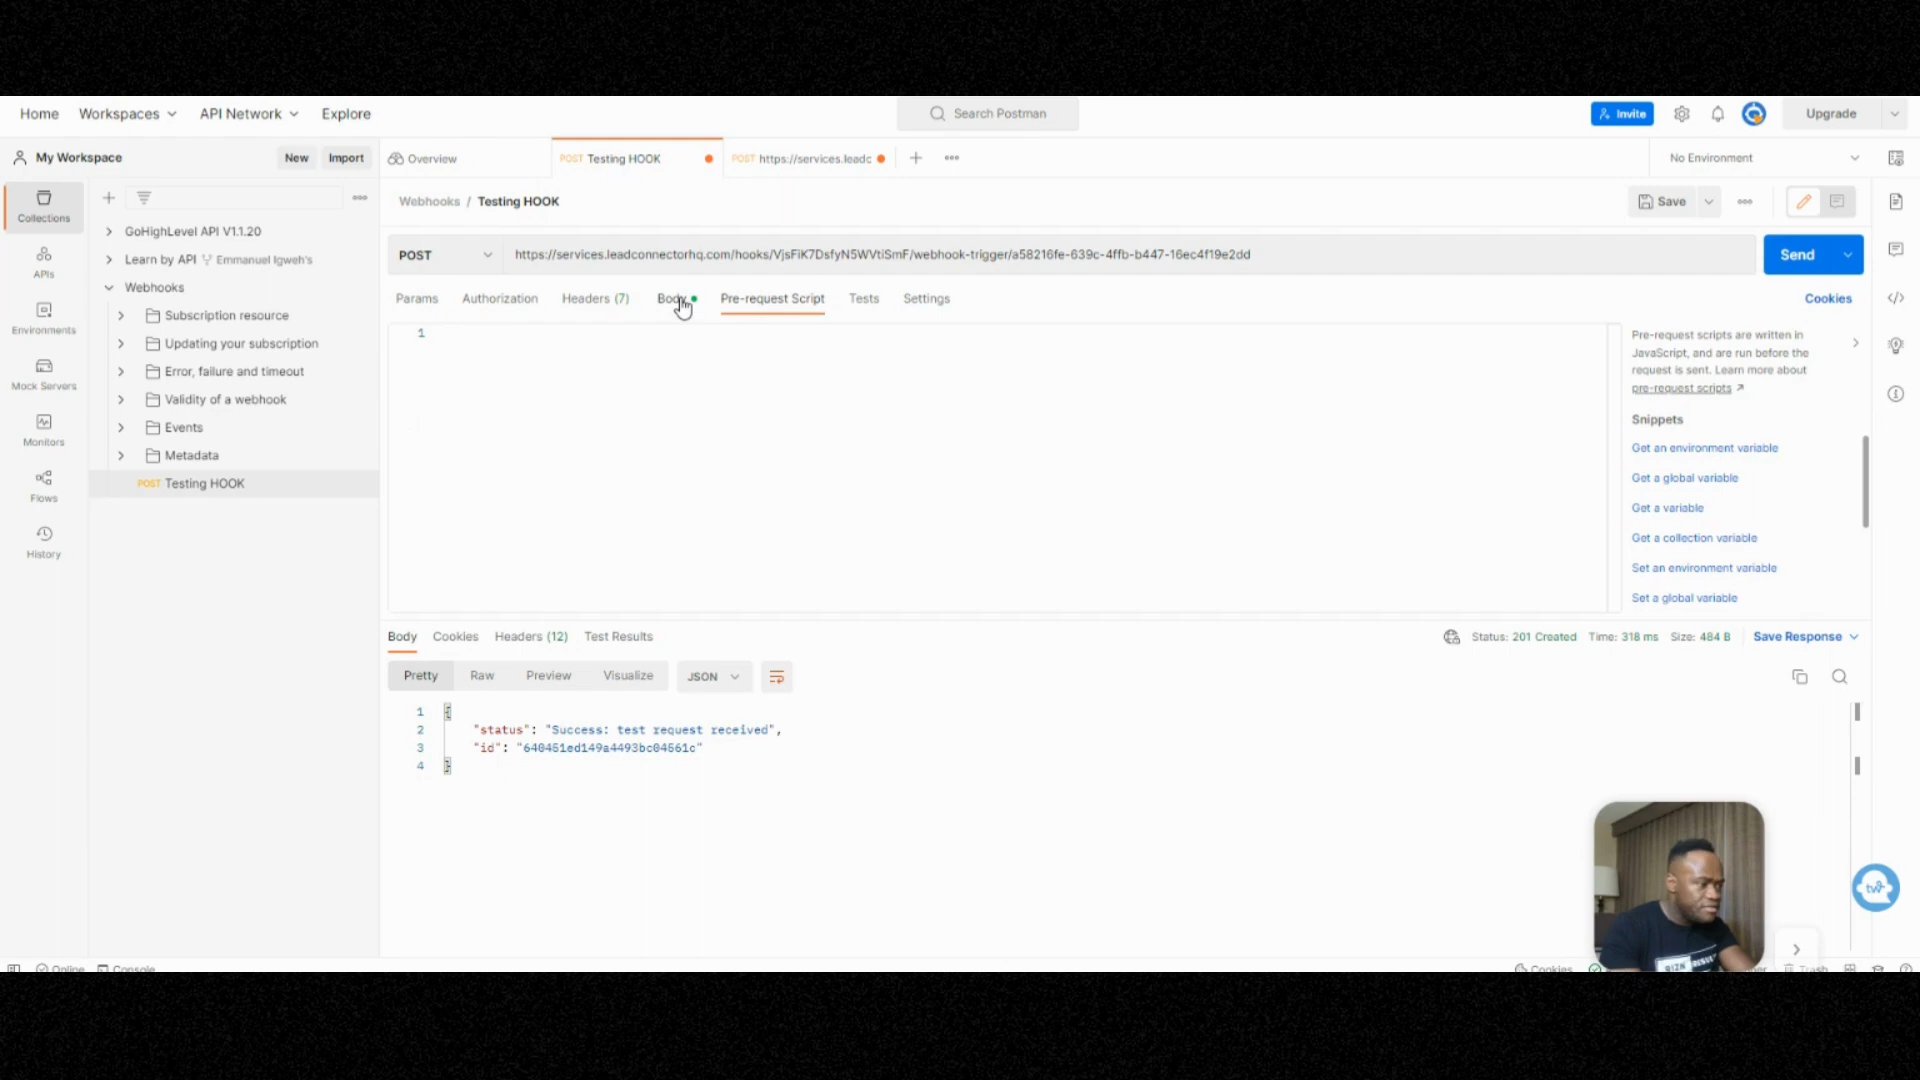 Home Workspaces API Network Explore
Search Postman
Invite
Upgrade
My Workspace
New Import
Overview
POST Testing HOOK
POST https://services.leadc
No Environment
Collections
APIs
Environments
Mock Servers
Monitors
Flows
History
GoHighLevel API V1.1.20
Learn by API Emmanuel Igweh's
Webhooks
Subscription resource
Updating your subscription
Error, failure and timeout
Validity of a webhook
Events
Metadata
POST Testing HOOK
Webhooks / Testing HOOK
Save
POST
https://services.leadconnectorhq.com/hooks/VjsFiK7DsfyN5WVtiSmF/webhook-trigger/a58216fe-639c-4ffb-b447-16ec4f19e2dd
Send
Params Authorization Headers (7) Body Pre-request Script Tests Settings
Cookies
1
Pre-request scripts are written in
JavaScript, and are run before the
request is sent. Learn more about
pre-request scripts
Snippets
Get an environment variable
Get a global variable
Get a variable
Get a collection variable
Set an environment variable
Set a global variable
Body Cookies Headers (12) Test Results
Status: 201 Created Time: 318 ms Size: 484 B
Save Response
Pretty Raw Preview Visualize JSON
1 {
2 "status": "Success: test request received",
3 "id": "640451ed149a4493bc04561c"
4 }
Online Console
Cookies
Trash